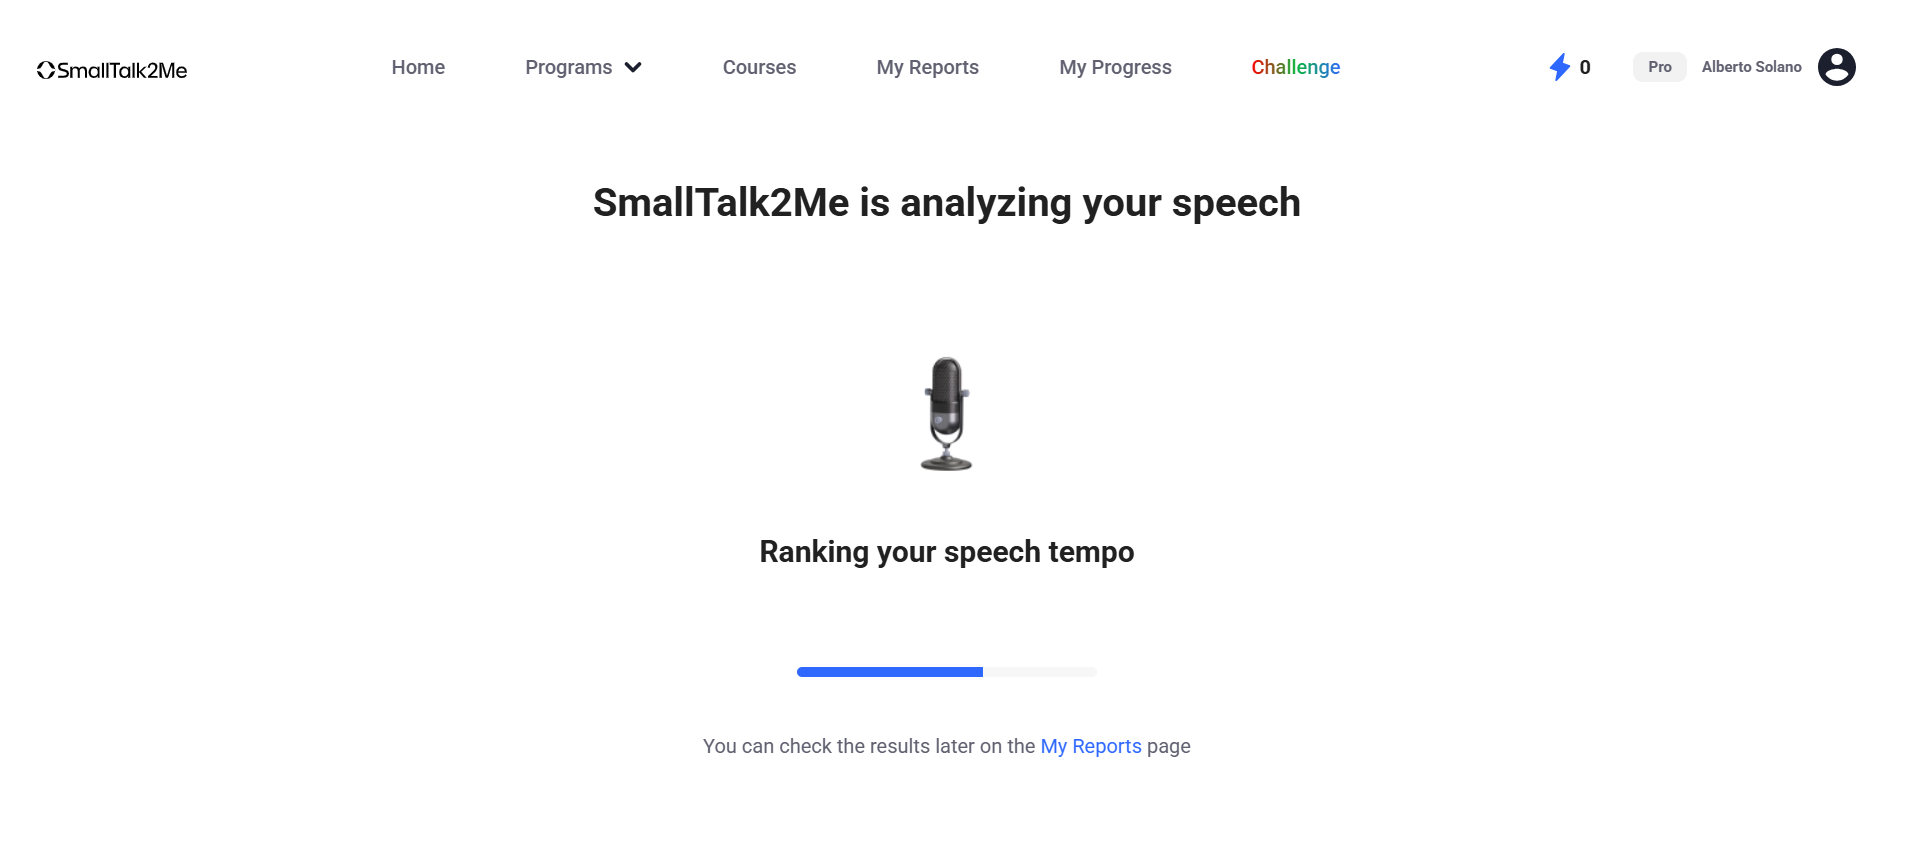 SmallTalk2Me
Home Programs Courses My Reports My Progress Challenge 0 Pro Alberto Solano
SmallTalk2Me is analyzing your speech
Ranking your speech tempo
You can check the results later on the My Reports page